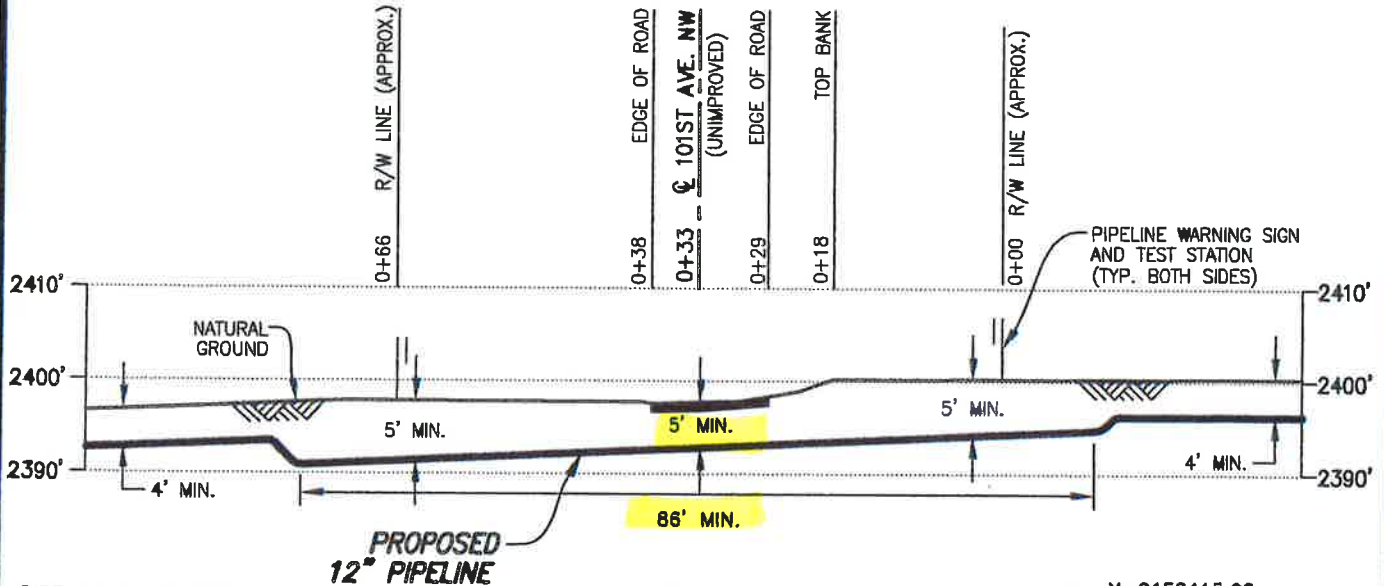 0+66 R/W LINE (APPROX.)
0+38 EDGE OF ROAD
0+33 ℄ 101ST AVE. NW
(UNIMPROVED)
0+29 EDGE OF ROAD
0+18 TOP BANK
0+00 R/W LINE (APPROX.)
PIPELINE WARNING SIGN
AND TEST STATION
(TYP. BOTH SIDES)
2410'
2410'
NATURAL
GROUND
2400'
2400'
5' MIN.
5' MIN.
5' MIN.
2390'
2390'
4' MIN.
4' MIN.
86' MIN.
PROPOSED
12" PIPELINE